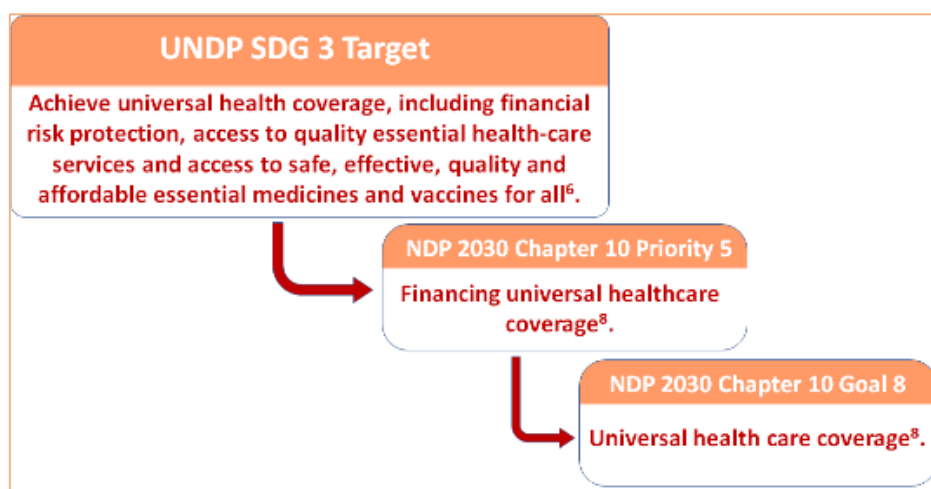 UNDP SDG 3 Target
Achieve universal health coverage, including financial
risk protection, access to quality essential health-care
services and access to safe, effective, quality and
affordable essential medicines and vaccines for all⁶.
NDP 2030 Chapter 10 Priority 5
Financing universal healthcare
coverage⁸.
NDP 2030 Chapter 10 Goal 8
Universal health care coverage⁸.